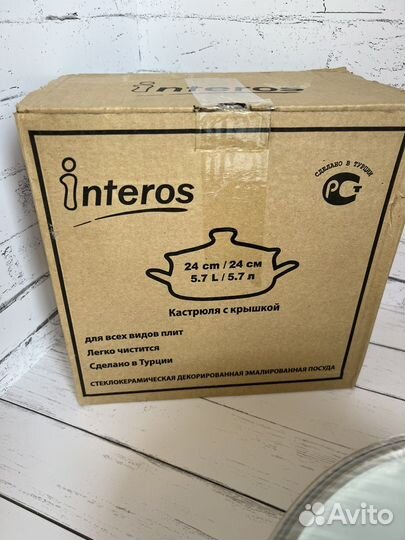 interos
СДЕЛАНО В ТУРЦИИ
РСТ
interos
24 cm / 24 см
5.7 L / 5.7 л
Кастрюля с крышкой
для всех видов плит
Легко чистится
Сделано в Турции
СТЕКЛОКЕРАМИЧЕСКАЯ ДЕКОРИРОВАННАЯ ЭМАЛИРОВАННАЯ ПОСУДА
Avito